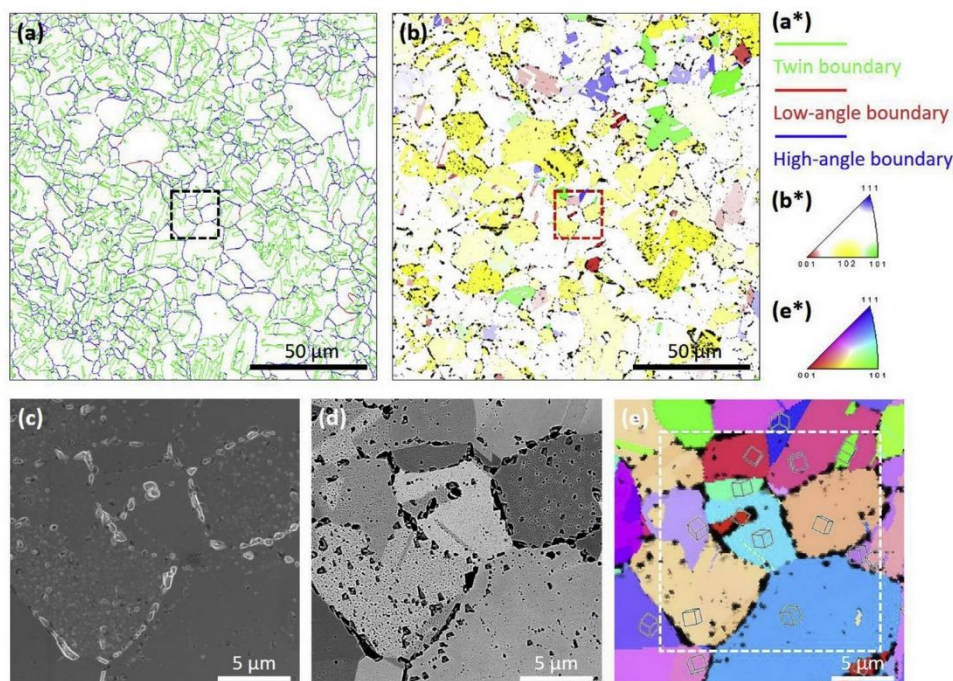 (a)
50 µm
(b)
50 µm
(a*)
Twin boundary
Low-angle boundary
High-angle boundary
(b*)
111
001
102
101
(e*)
111
001
101
(c)
5 µm
(d)
5 µm
(e)
5 µm